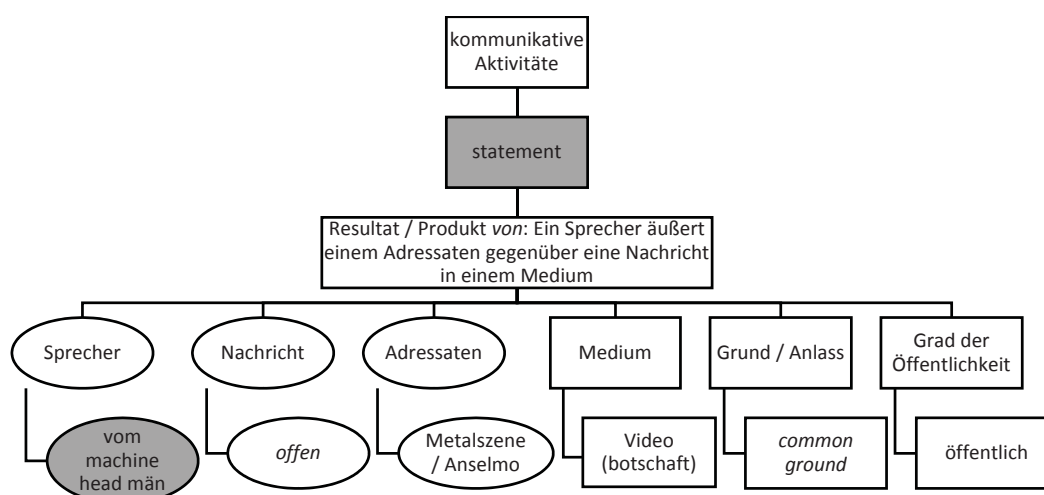 kommunikative
Aktivitäte
statement
Resultat / Produkt von: Ein Sprecher äußert
einem Adressaten gegenüber eine Nachricht
in einem Medium
Sprecher
Nachricht
Adressaten
Medium
Grund / Anlass
Grad der
Öffentlichkeit
vom
machine
head män
offen
Metalszene
/ Anselmo
Video
(botschaft)
common
ground
öffentlich